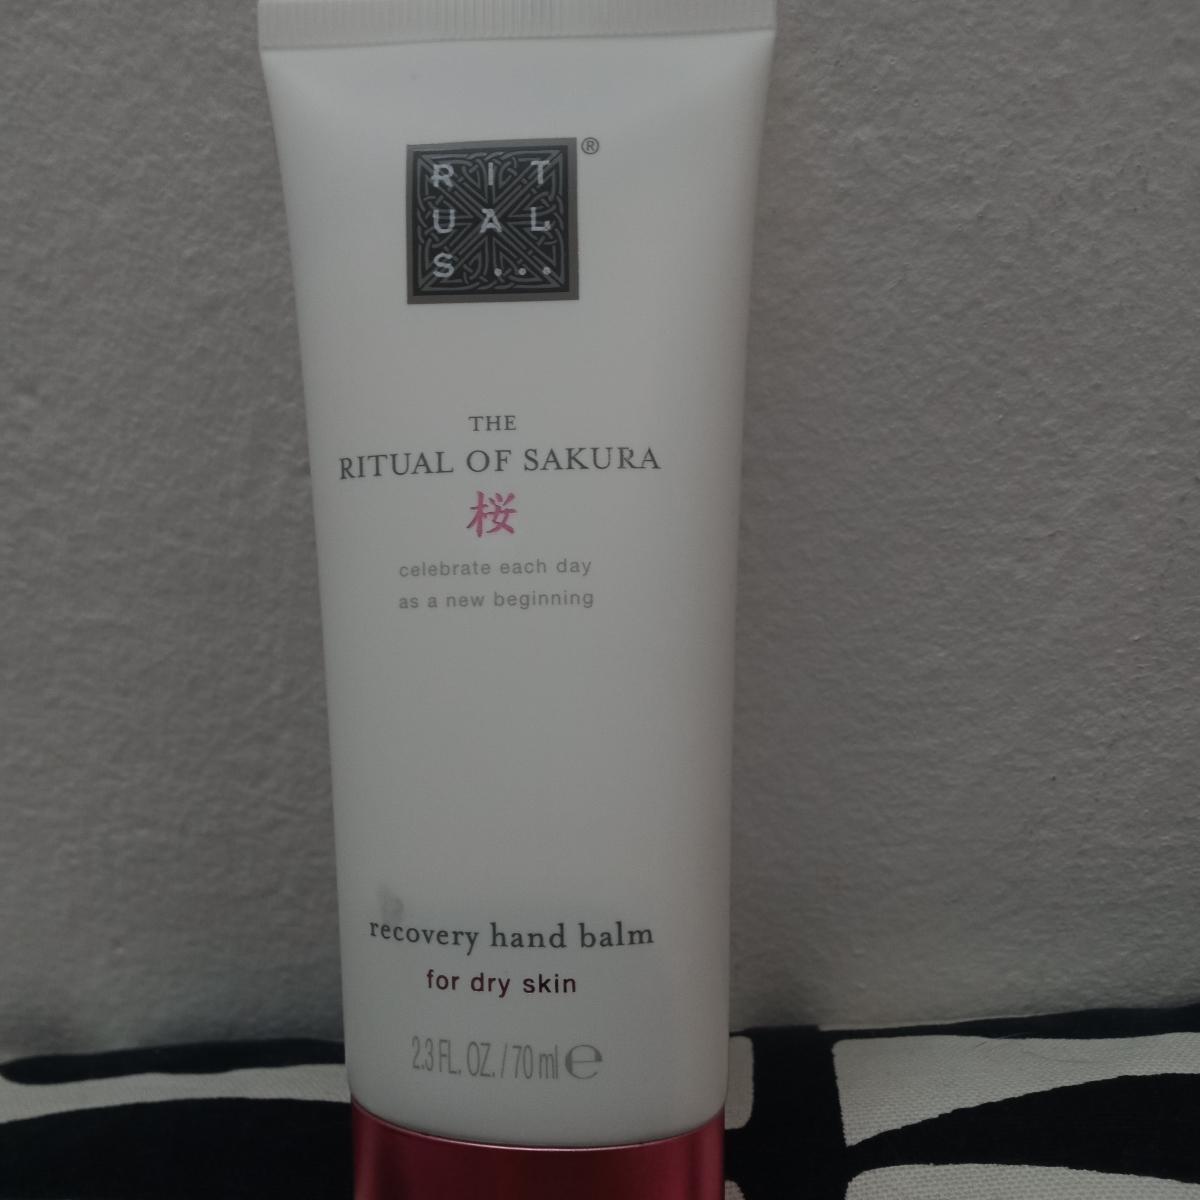 RIT
UAL
S...
®
THE
RITUAL OF SAKURA
桜
celebrate each day
as a new beginning
recovery hand balm
for dry skin
2.3 FL. OZ. / 70 ml ℮